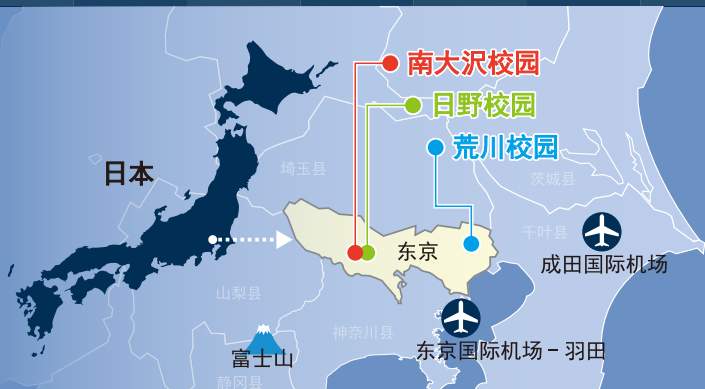 南大沢校园
日野校园
荒川校园
日本
埼玉县
茨城县
东京
千叶县
成田国际机场
山梨县
神奈川县
东京国际机场－羽田
富士山
静冈县